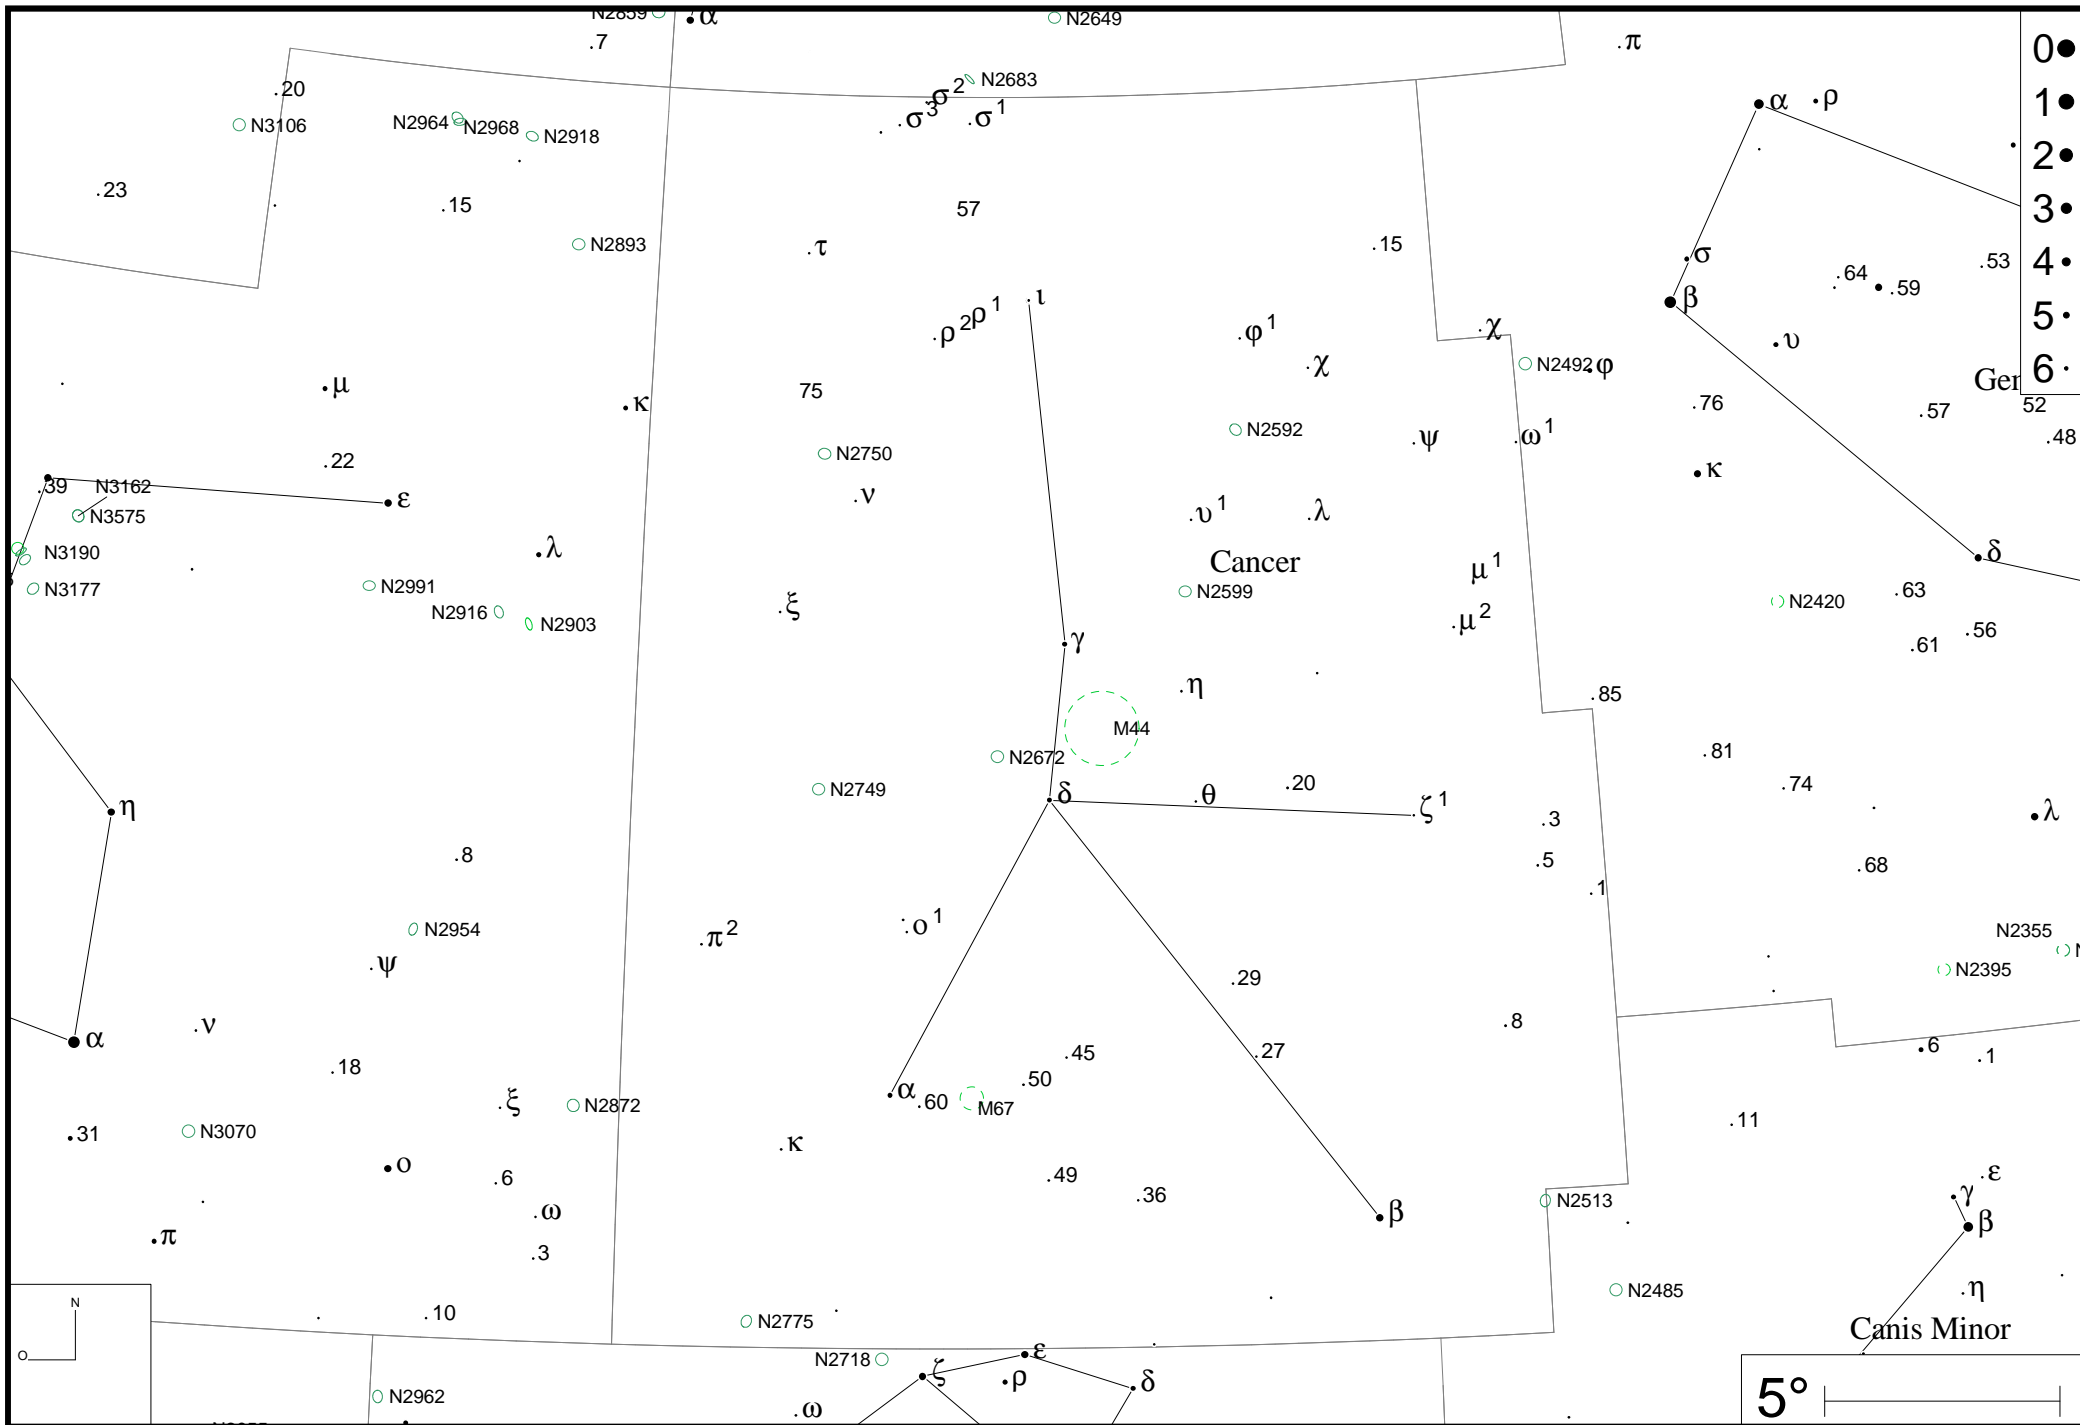 N2859
α
N2649
.7
π
0
N2683
.20
σ2
α
ρ
1
N3106
N2964
N2968
N2918
σ3
σ1
2
.23
.15
57
3
N2893
τ
.15
σ
.53
4
.64
.59
ι
β
ρ2
ρ1
φ1
χ
υ
5
χ
N2492
φ
6
Ger
μ
κ
75
.76
.57
52
N2592
ψ
ω1
.48
.22
N2750
κ
.39
N3162
ε
ν
N3575
υ1
λ
N3190
λ
Cancer
δ
μ1
N3177
N2991
N2599
.63
N2420
N2916
N2903
ξ
μ2
.56
γ
.61
η
.85
M44
N2672
.81
N2749
δ
θ
.20
.74
η
ζ1
.3
λ
.8
.5
.68
.1
π2
ο1
N2954
N2355
N
ψ
.29
N2395
ν
.8
α
.45
.27
.6
.1
.18
.50
ξ
N2872
α
.60
M67
.11
.31
N3070
κ
ο
.6
.49
.36
ε
γ
N2513
ω
β
β
π
.3
N2485
η
N
.10
N2775
Canis Minor
O
N2718
ε
ζ
ρ
δ
N2962
5°
ω